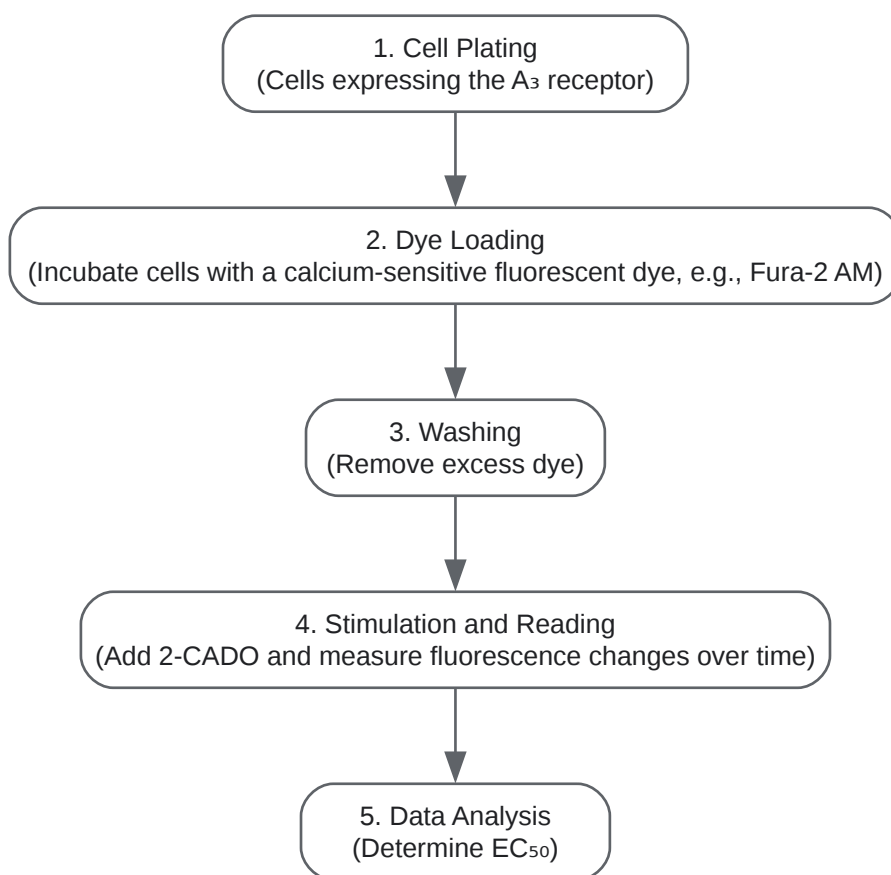 1. Cell Plating
(Cells expressing the A₃ receptor)
2. Dye Loading
(Incubate cells with a calcium-sensitive fluorescent dye, e.g., Fura-2 AM)
3. Washing
(Remove excess dye)
4. Stimulation and Reading
(Add 2-CADO and measure fluorescence changes over time)
5. Data Analysis
(Determine EC₅₀)